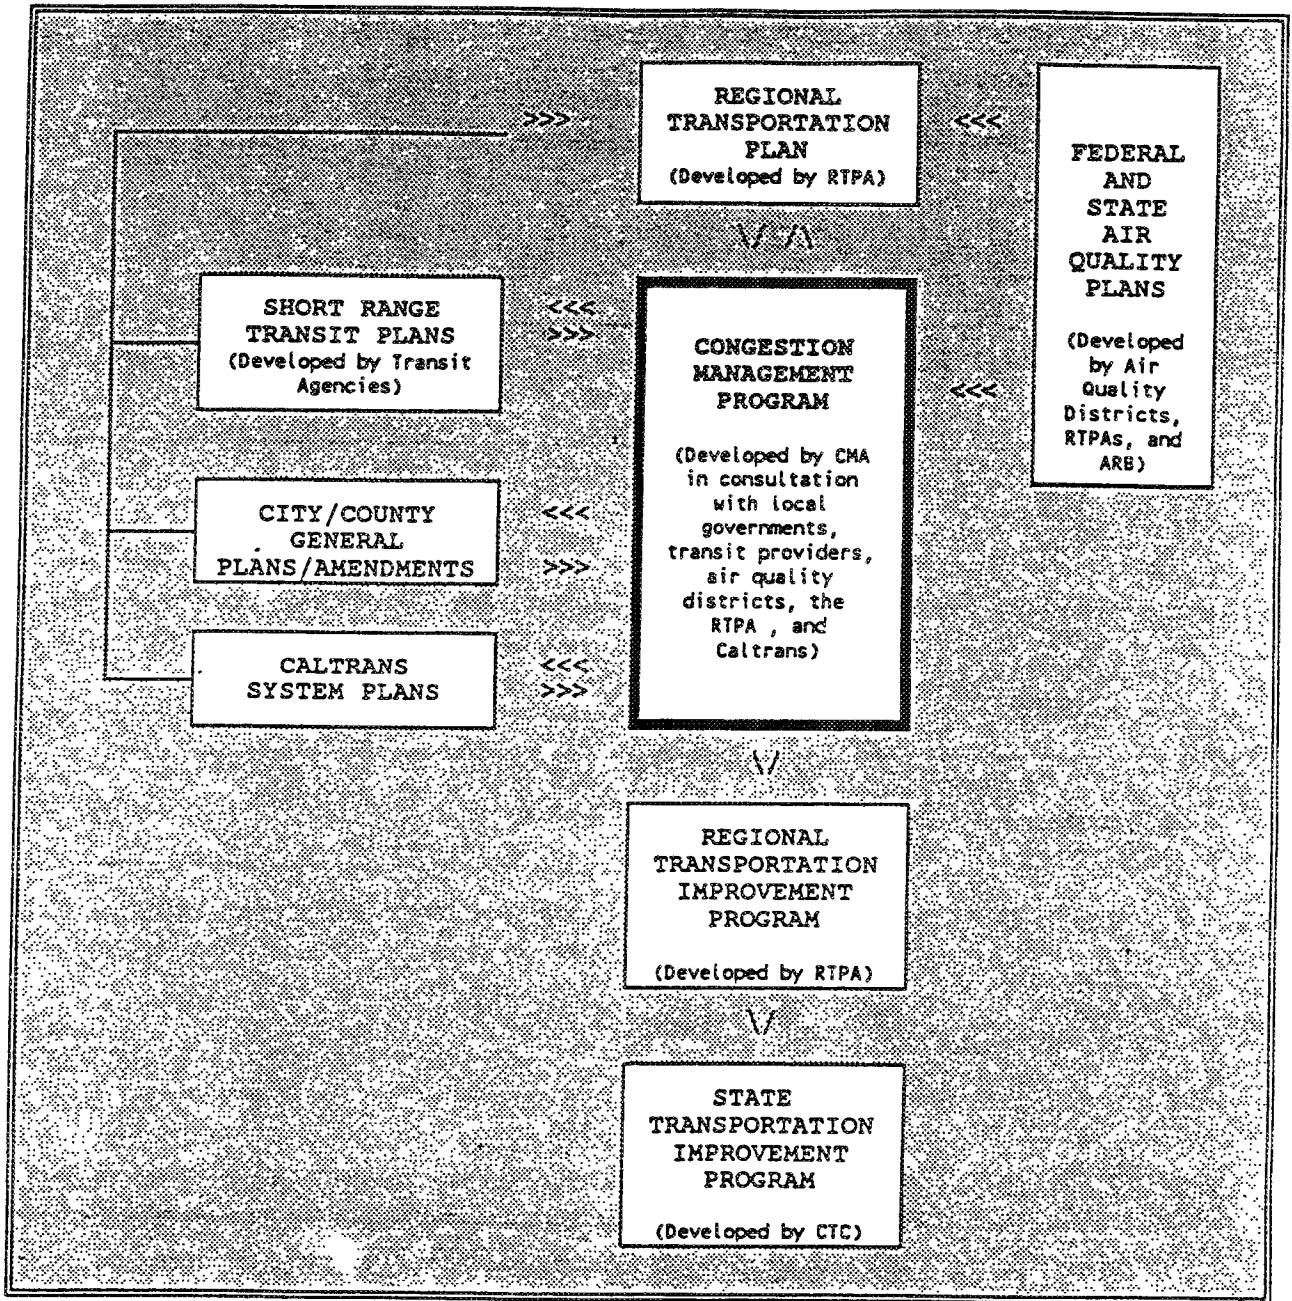 REGIONAL
TRANSPORTATION
PLAN
(Developed by RTPA)
>>>
<<<
FEDERAL
AND
STATE
AIR
QUALITY
PLANS
(Developed
by Air
Quality
Districts,
RTPAs, and
ARB)
\/ /\
SHORT RANGE
TRANSIT PLANS
(Developed by Transit
Agencies)
<<<
>>>
CONGESTION
MANAGEMENT
PROGRAM
(Developed by CMA
in consultation
with local
governments,
transit providers,
air quality
districts, the
RTPA , and
Caltrans)
<<<
CITY/COUNTY
GENERAL
PLANS/AMENDMENTS
<<<
>>>
CALTRANS
SYSTEM PLANS
<<<
>>>
\/
REGIONAL
TRANSPORTATION
IMPROVEMENT
PROGRAM
(Developed by RTPA)
\/
STATE
TRANSPORTATION
IMPROVEMENT
PROGRAM
(Developed by CTC)